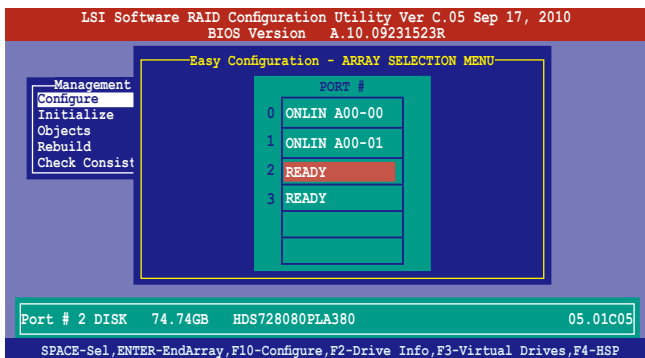 LSI Software RAID Configuration Utility Ver C.05 Sep 17, 2010
BIOS Version A.10.09231523R
Easy Configuration - ARRAY SELECTION MENU
Management
Configure
Initialize
Objects
Rebuild
Check Consist
PORT #
0 ONLIN A00-00
1 ONLIN A00-01
2 READY
3 READY
Port # 2 DISK 74.74GB HDS728080PLA380 05.01C05
SPACE-Sel,ENTER-EndArray,F10-Configure,F2-Drive Info,F3-Virtual Drives,F4-HSP